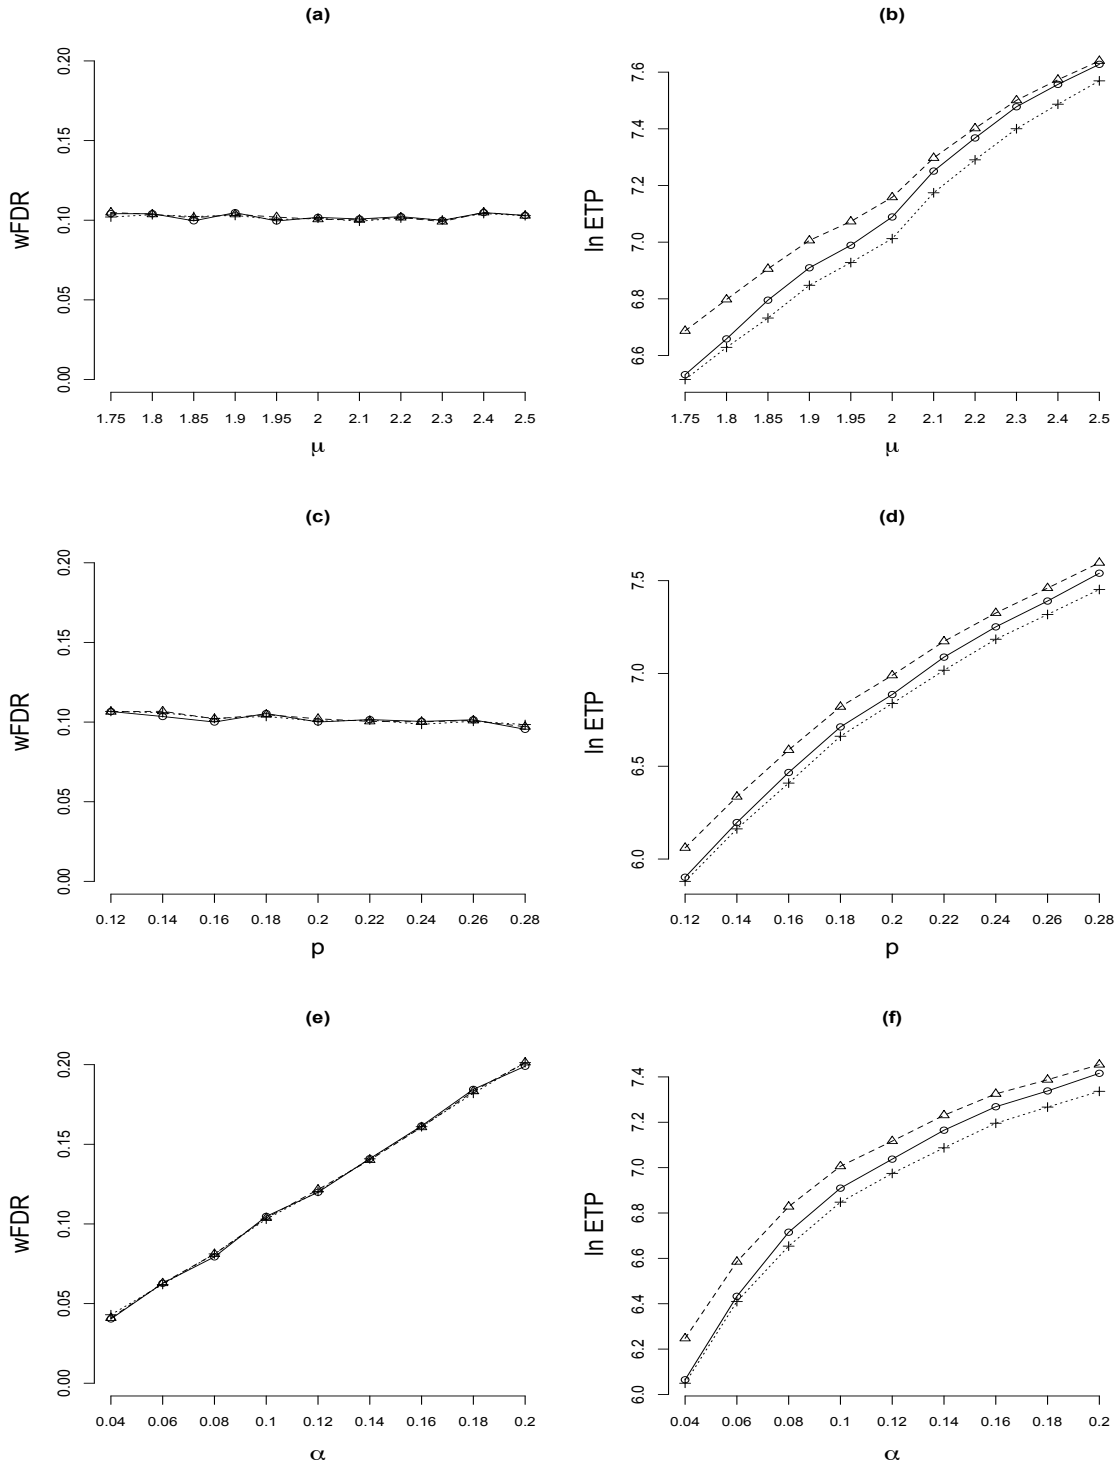 (a)
wFDR
0.20
0.15
0.10
0.05
0.00
1.75 1.8 1.85 1.9 1.95 2 2.1 2.2 2.3 2.4 2.5
μ
(b)
ln ETP
7.6
7.4
7.2
7.0
6.8
6.6
1.75 1.8 1.85 1.9 1.95 2 2.1 2.2 2.3 2.4 2.5
μ
(c)
wFDR
0.20
0.15
0.10
0.05
0.00
0.12 0.14 0.16 0.18 0.2 0.22 0.24 0.26 0.28
p
(d)
ln ETP
7.5
7.0
6.5
6.0
0.12 0.14 0.16 0.18 0.2 0.22 0.24 0.26 0.28
p
(e)
wFDR
0.20
0.15
0.10
0.05
0.00
0.04 0.06 0.08 0.1 0.12 0.14 0.16 0.18 0.2
α
(f)
ln ETP
7.4
7.2
7.0
6.8
6.6
6.4
6.2
6.0
0.04 0.06 0.08 0.1 0.12 0.14 0.16 0.18 0.2
α